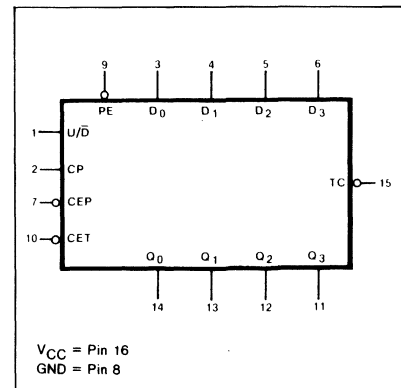 9 3 4 5 6
PE D0 D1 D2 D3
1 U/D̅
2 CP
TC 15
7 CEP
10 CET
Q0 Q1 Q2 Q3
14 13 12 11
VCC = Pin 16
GND = Pin 8